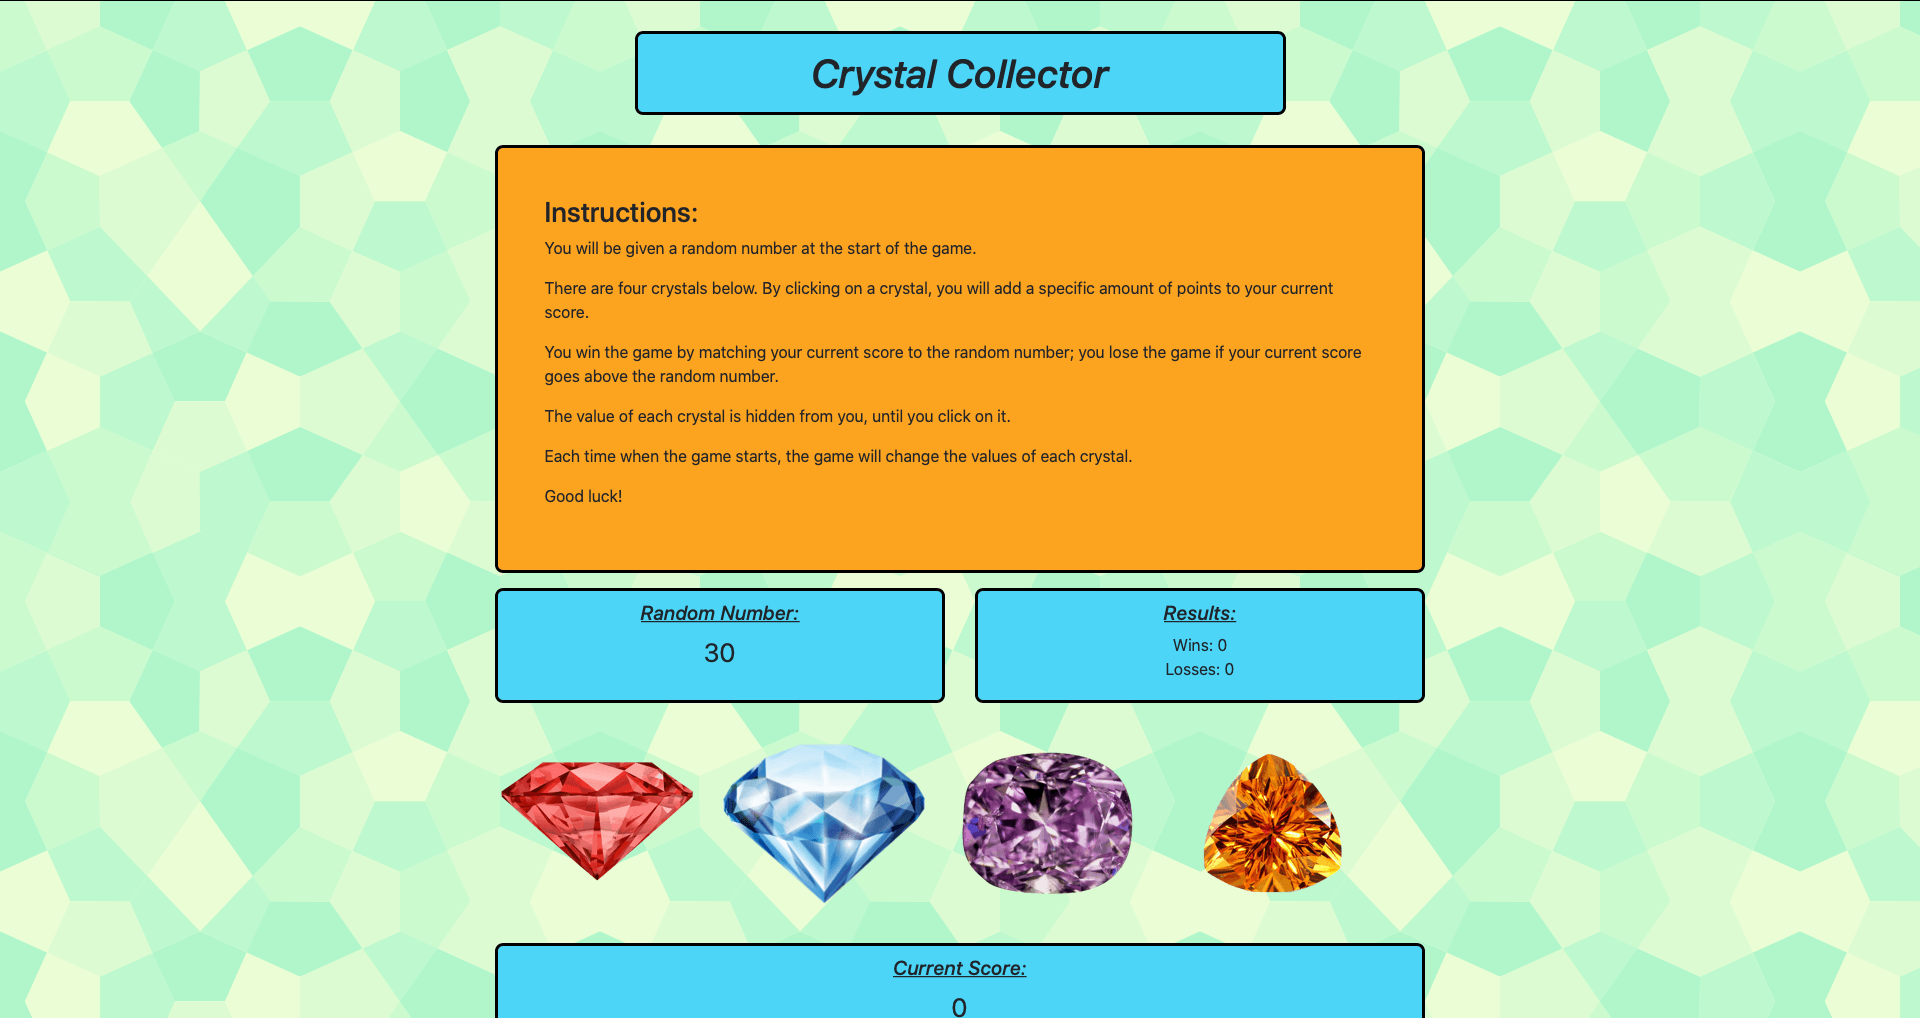 Crystal Collector
Instructions:
You will be given a random number at the start of the game.
There are four crystals below. By clicking on a crystal, you will add a specific amount of points to your current
score.
You win the game by matching your current score to the random number; you lose the game if your current score
goes above the random number.
The value of each crystal is hidden from you, until you click on it.
Each time when the game starts, the game will change the values of each crystal.
Good luck!
Random Number:
30
Results:
Wins: 0
Losses: 0
Current Score:
0